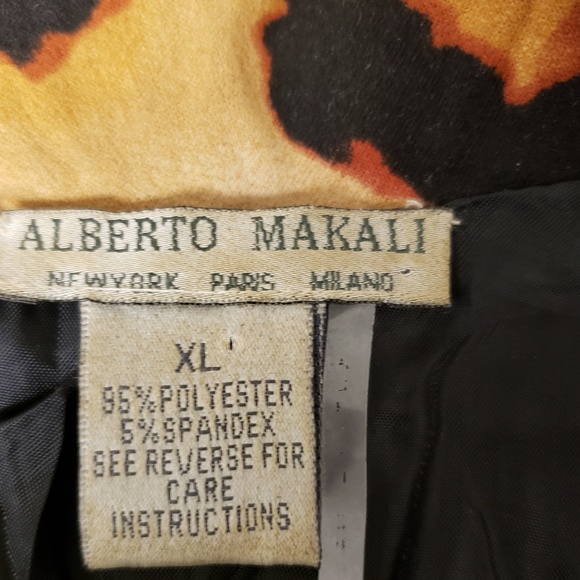 ALBERTO MAKALI
NEWYORK PARIS MILANO
XL
95%POLYESTER
5%SPANDEX
SEE REVERSE FOR
CARE
INSTRUCTIONS